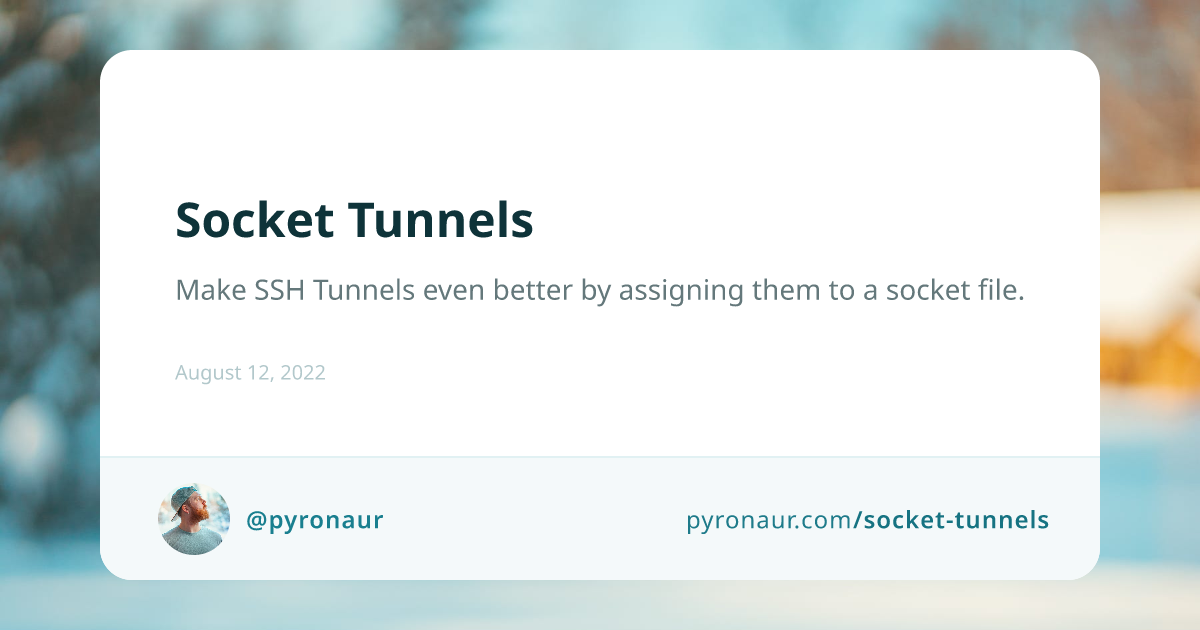 Socket Tunnels
Make SSH Tunnels even better by assigning them to a socket file.
August 12, 2022
@pyronaur
pyronaur.com/socket-tunnels